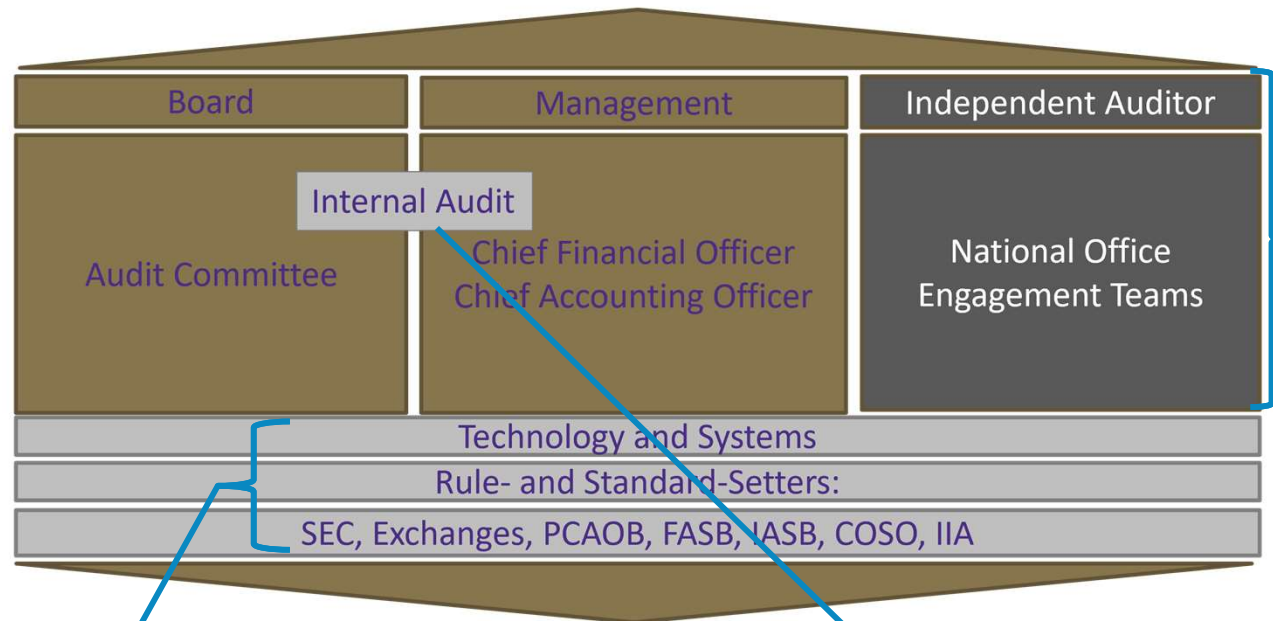 Board
Management
Independent Auditor
Internal Audit
Audit Committee
Chief Financial Officer
Chief Accounting Officer
National Office
Engagement Teams
Technology and Systems
Rule- and Standard-Setters:
SEC, Exchanges, PCAOB, FASB, IASB, COSO, IIA